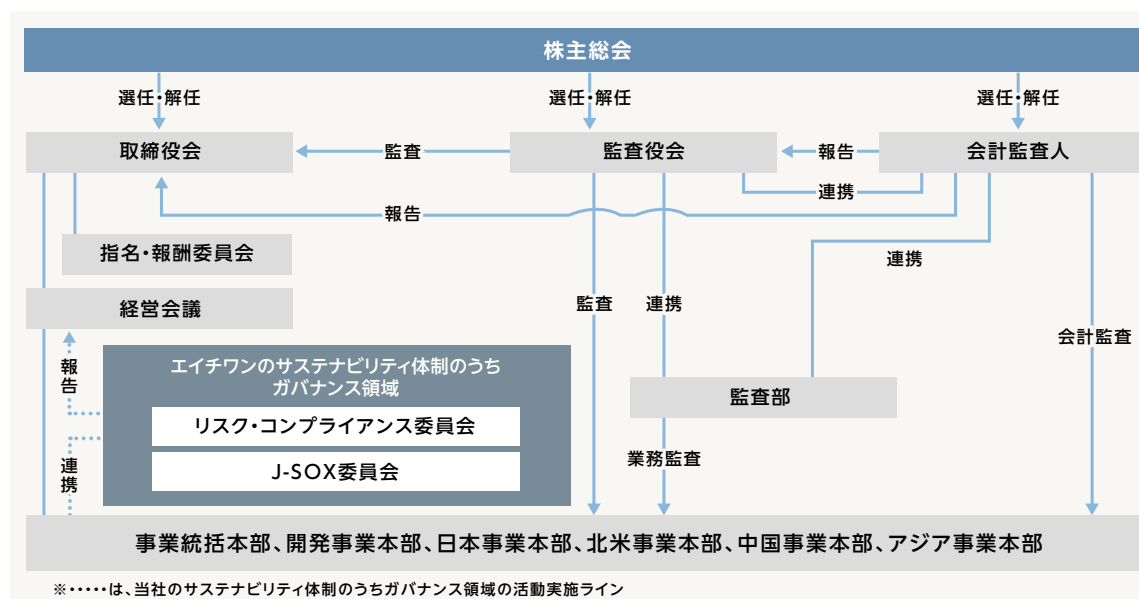 株主総会
選任・解任
選任・解任
選任・解任
取締役会
監査
監査役会
報告
会計監査人
連携
報告
指名・報酬委員会
連携
経営会議
監査
連携
会計監査
報告
エイチワンのサステナビリティ体制のうち
ガバナンス領域
監査部
リスク・コンプライアンス委員会
連携
業務監査
J-SOX委員会
事業統括本部、開発事業本部、日本事業本部、北米事業本部、中国事業本部、アジア事業本部
※・・・・・は、当社のサステナビリティ体制のうちガバナンス領域の活動実施ライン